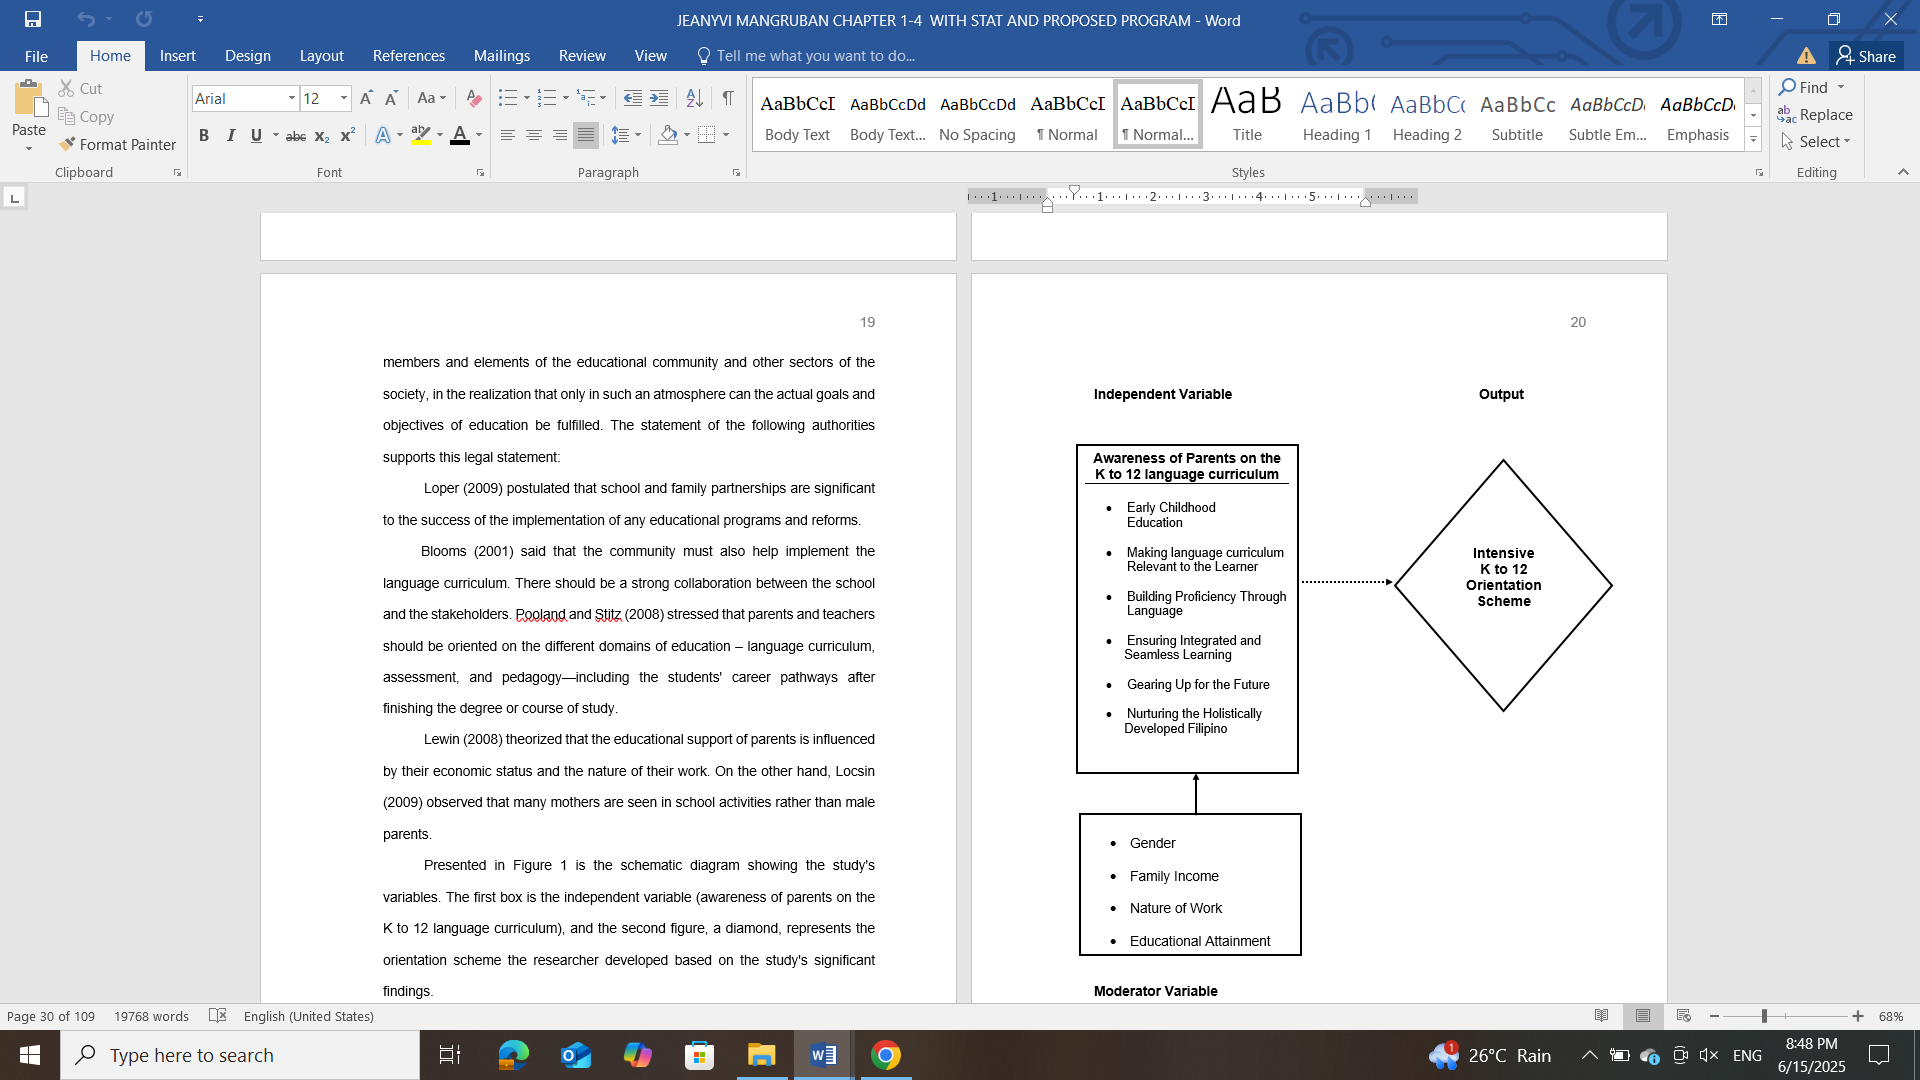 JEANYVI MANGRUBAN CHAPTER 1-4 WITH STAT AND PROPOSED PROGRAM - Word
File Home Insert Design Layout References Mailings Review View Tell me what you want to do... Share
Paste
Cut
Copy
Format Painter
Clipboard
Arial 12
Font
Paragraph
AaBbCcI AaBbCcDd AaBbCcDd AaBbCcI AaBbCcI AaB AaBb( AaBbC( AaBbCc AaBbCcD( AaBbCcD(
Body Text Body Text... No Spacing ¶ Normal ¶ Normal... Title Heading 1 Heading 2 Subtitle Subtle Em... Emphasis
Styles
Find
Replace
Select
Editing
1 1 2 3 4 5
19
members and elements of the educational community and other sectors of the
society, in the realization that only in such an atmosphere can the actual goals and
objectives of education be fulfilled. The statement of the following authorities
supports this legal statement:
Loper (2009) postulated that school and family partnerships are significant
to the success of the implementation of any educational programs and reforms.
Blooms (2001) said that the community must also help implement the
language curriculum. There should be a strong collaboration between the school
and the stakeholders. Pooland and Stitz (2008) stressed that parents and teachers
should be oriented on the different domains of education – language curriculum,
assessment, and pedagogy—including the students' career pathways after
finishing the degree or course of study.
Lewin (2008) theorized that the educational support of parents is influenced
by their economic status and the nature of their work. On the other hand, Locsin
(2009) observed that many mothers are seen in school activities rather than male
parents.
Presented in Figure 1 is the schematic diagram showing the study's
variables. The first box is the independent variable (awareness of parents on the
K to 12 language curriculum), and the second figure, a diamond, represents the
orientation scheme the researcher developed based on the study's significant
findings.
20
Independent Variable
Output
Awareness of Parents on the
K to 12 language curriculum
• Early Childhood
Education
• Making language curriculum
Relevant to the Learner
• Building Proficiency Through
Language
• Ensuring Integrated and
Seamless Learning
• Gearing Up for the Future
• Nurturing the Holistically
Developed Filipino
Intensive
K to 12
Orientation
Scheme
• Gender
• Family Income
• Nature of Work
• Educational Attainment
Moderator Variable
Page 30 of 109 19768 words English (United States) 68%
Type here to search
1 26°C Rain ENG
8:48 PM
6/15/2025